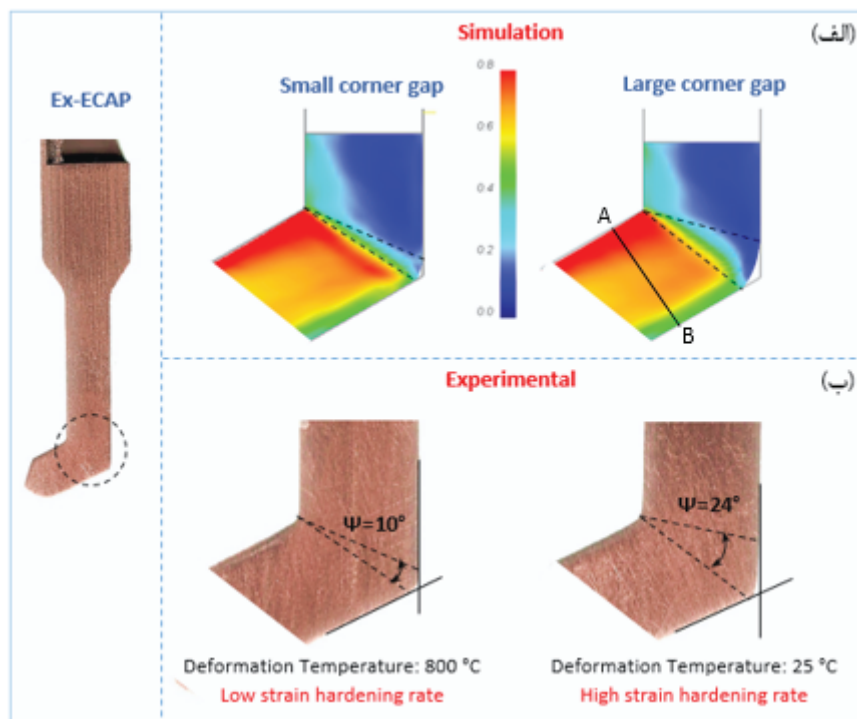 (الف)
Simulation
Ex-ECAP
Small corner gap
Large corner gap
0.8
0.6
0.4
0.2
0.0
A
B
(ب)
Experimental
Ψ=10°
Ψ=24°
Deformation Temperature: 800 °C
Low strain hardening rate
Deformation Temperature: 25 °C
High strain hardening rate